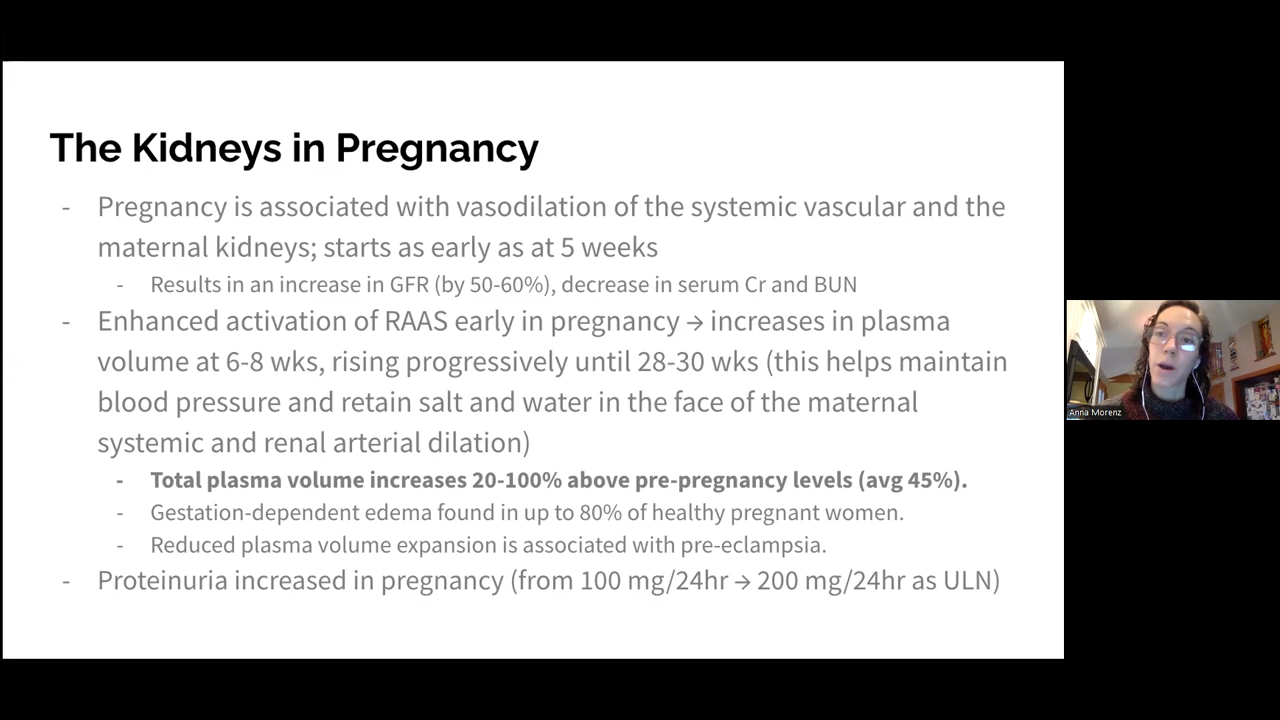 The Kidneys in Pregnancy
- Pregnancy is associated with vasodilation of the systemic vascular and the
maternal kidneys; starts as early as at 5 weeks
- Results in an increase in GFR (by 50-60%), decrease in serum Cr and BUN
- Enhanced activation of RAAS early in pregnancy → increases in plasma
volume at 6-8 wks, rising progressively until 28-30 wks (this helps maintain
blood pressure and retain salt and water in the face of the maternal
systemic and renal arterial dilation)
- Total plasma volume increases 20-100% above pre-pregnancy levels (avg 45%).
- Gestation-dependent edema found in up to 80% of healthy pregnant women.
- Reduced plasma volume expansion is associated with pre-eclampsia.
- Proteinuria increased in pregnancy (from 100 mg/24hr → 200 mg/24hr as ULN)
Anna Morenz